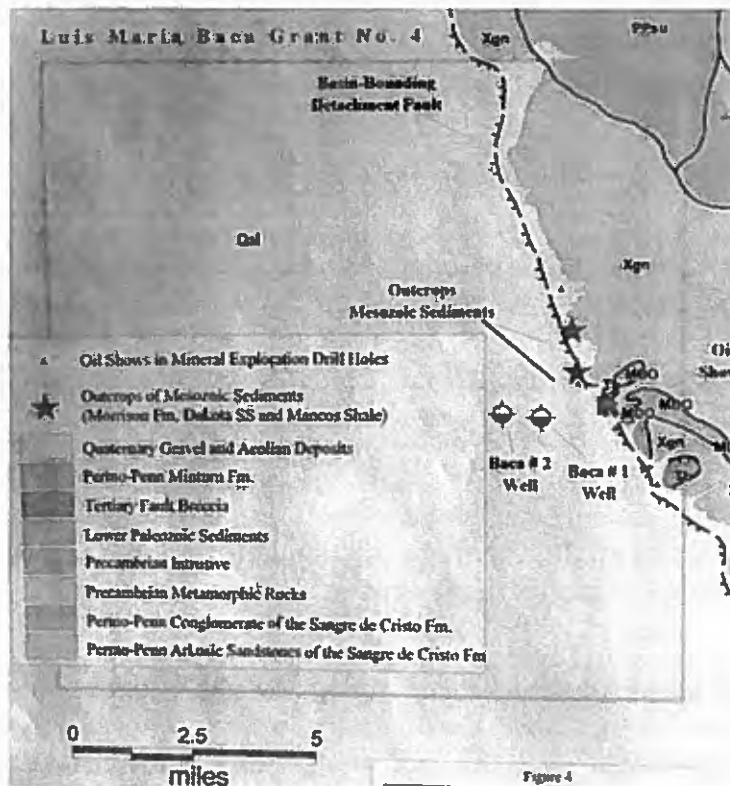 Luis Maria Baca Grant No. 4
Xgn
PPsu
Basin-Bounding
Detachment Fault
Qal
Xgn
Outcrops
Mesozoic Sediments
Oil Shows in Mineral Exploration Drill Holes
Outcrops of Mesozoic Sediments
(Morrison Fm, Dakota SS and Mancos Shale)
Quaternary Gravel and Aeolian Deposits
Permo-Penn Minturn Fm.
Tertiary Fault Breccia
Lower Paleozoic Sediments
Precambrian Intrusive
Precambrian Metamorphic Rocks
Permo-Penn Conglomerate of the Sangre de Cristo Fm.
Permo-Penn Arkosic Sandstones of the Sangre de Cristo Fm
MDO
MDO
MDO
Xgn
Baca # 2
Well
Baca # 1
Well
0 2.5 5
miles
Figure 4